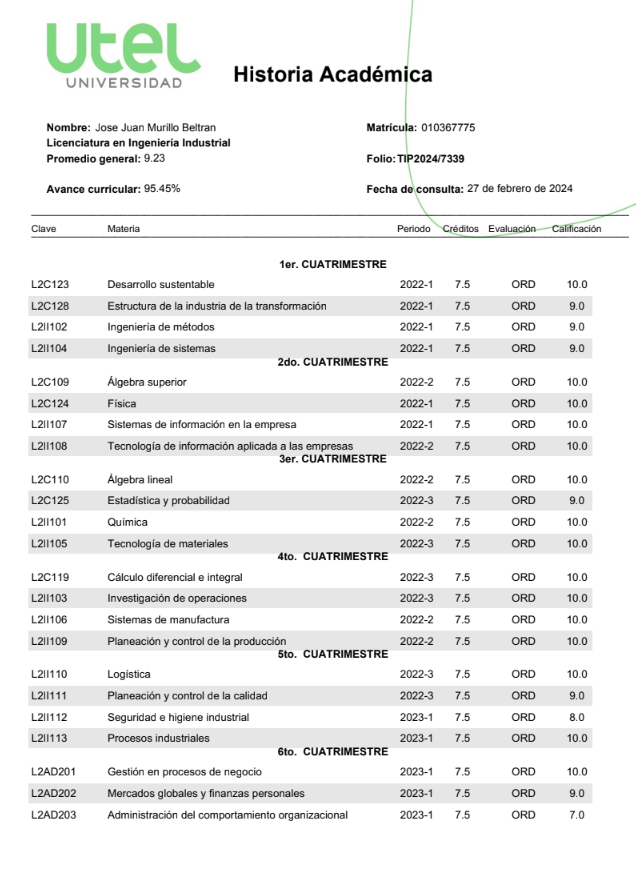 utel
UNIVERSIDAD
Historia Académica
Nombre: Jose Juan Murillo Beltran Matrícula: 010367775
Licenciatura en Ingeniería Industrial
Promedio general: 9.23 Folio:TIP2024/7339
Avance curricular: 95.45% Fecha de consulta: 27 de febrero de 2024
Clave Materia Periodo Créditos Evaluación Calificación
1er. CUATRIMESTRE
L2C123 Desarrollo sustentable 2022-1 7.5 ORD 10.0
L2C128 Estructura de la industria de la transformación 2022-1 7.5 ORD 9.0
L2II102 Ingeniería de métodos 2022-1 7.5 ORD 9.0
L2II104 Ingeniería de sistemas 2022-1 7.5 ORD 9.0
2do. CUATRIMESTRE
L2C109 Álgebra superior 2022-2 7.5 ORD 10.0
L2C124 Física 2022-1 7.5 ORD 10.0
L2II107 Sistemas de información en la empresa 2022-1 7.5 ORD 10.0
L2II108 Tecnología de información aplicada a las empresas 2022-2 7.5 ORD 10.0
3er. CUATRIMESTRE
L2C110 Álgebra lineal 2022-2 7.5 ORD 10.0
L2C125 Estadística y probabilidad 2022-3 7.5 ORD 9.0
L2II101 Química 2022-2 7.5 ORD 10.0
L2II105 Tecnología de materiales 2022-3 7.5 ORD 10.0
4to. CUATRIMESTRE
L2C119 Cálculo diferencial e integral 2022-3 7.5 ORD 10.0
L2II103 Investigación de operaciones 2022-3 7.5 ORD 10.0
L2II106 Sistemas de manufactura 2022-2 7.5 ORD 10.0
L2II109 Planeación y control de la producción 2022-2 7.5 ORD 10.0
5to. CUATRIMESTRE
L2II110 Logística 2022-3 7.5 ORD 10.0
L2II111 Planeación y control de la calidad 2022-3 7.5 ORD 9.0
L2II112 Seguridad e higiene industrial 2023-1 7.5 ORD 8.0
L2II113 Procesos industriales 2023-1 7.5 ORD 10.0
6to. CUATRIMESTRE
L2AD201 Gestión en procesos de negocio 2023-1 7.5 ORD 10.0
L2AD202 Mercados globales y finanzas personales 2023-1 7.5 ORD 9.0
L2AD203 Administración del comportamiento organizacional 2023-1 7.5 ORD 7.0